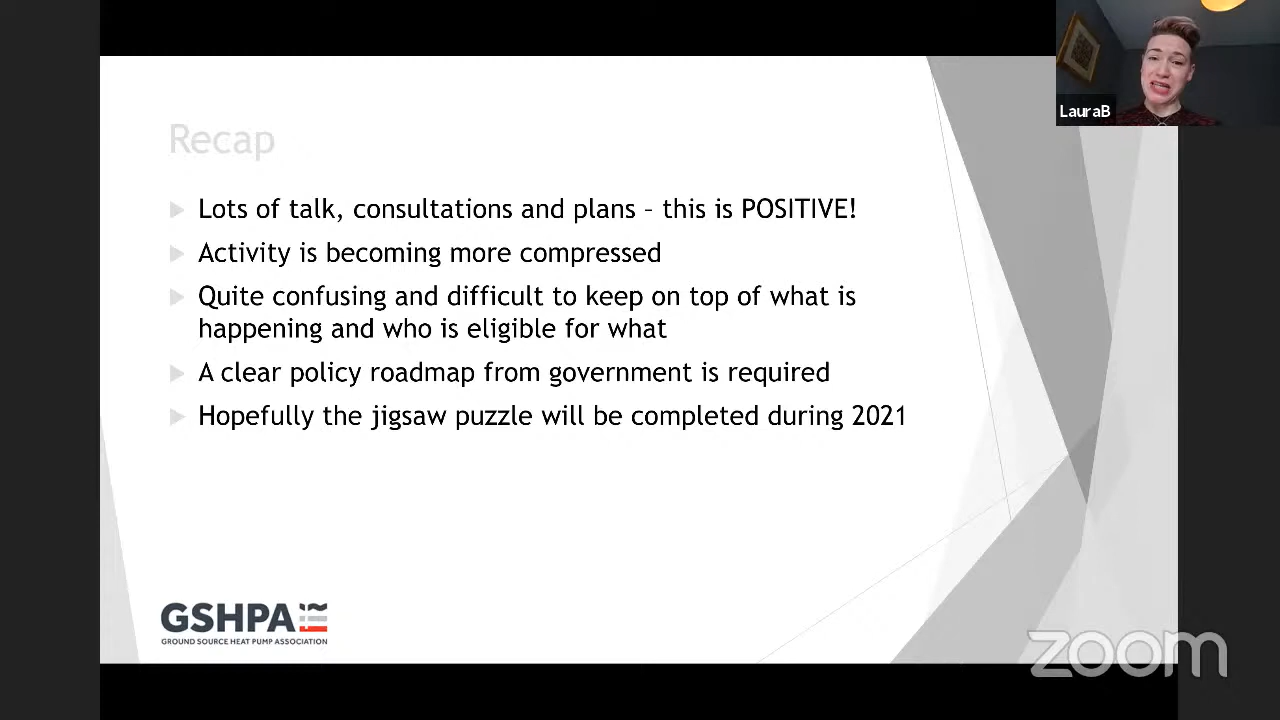 LauraB
Recap
Lots of talk, consultations and plans – this is POSITIVE!
Activity is becoming more compressed
Quite confusing and difficult to keep on top of what is
happening and who is eligible for what
A clear policy roadmap from government is required
Hopefully the jigsaw puzzle will be completed during 2021
GSHPA
GROUND SOURCE HEAT PUMP ASSOCIATION
zoom